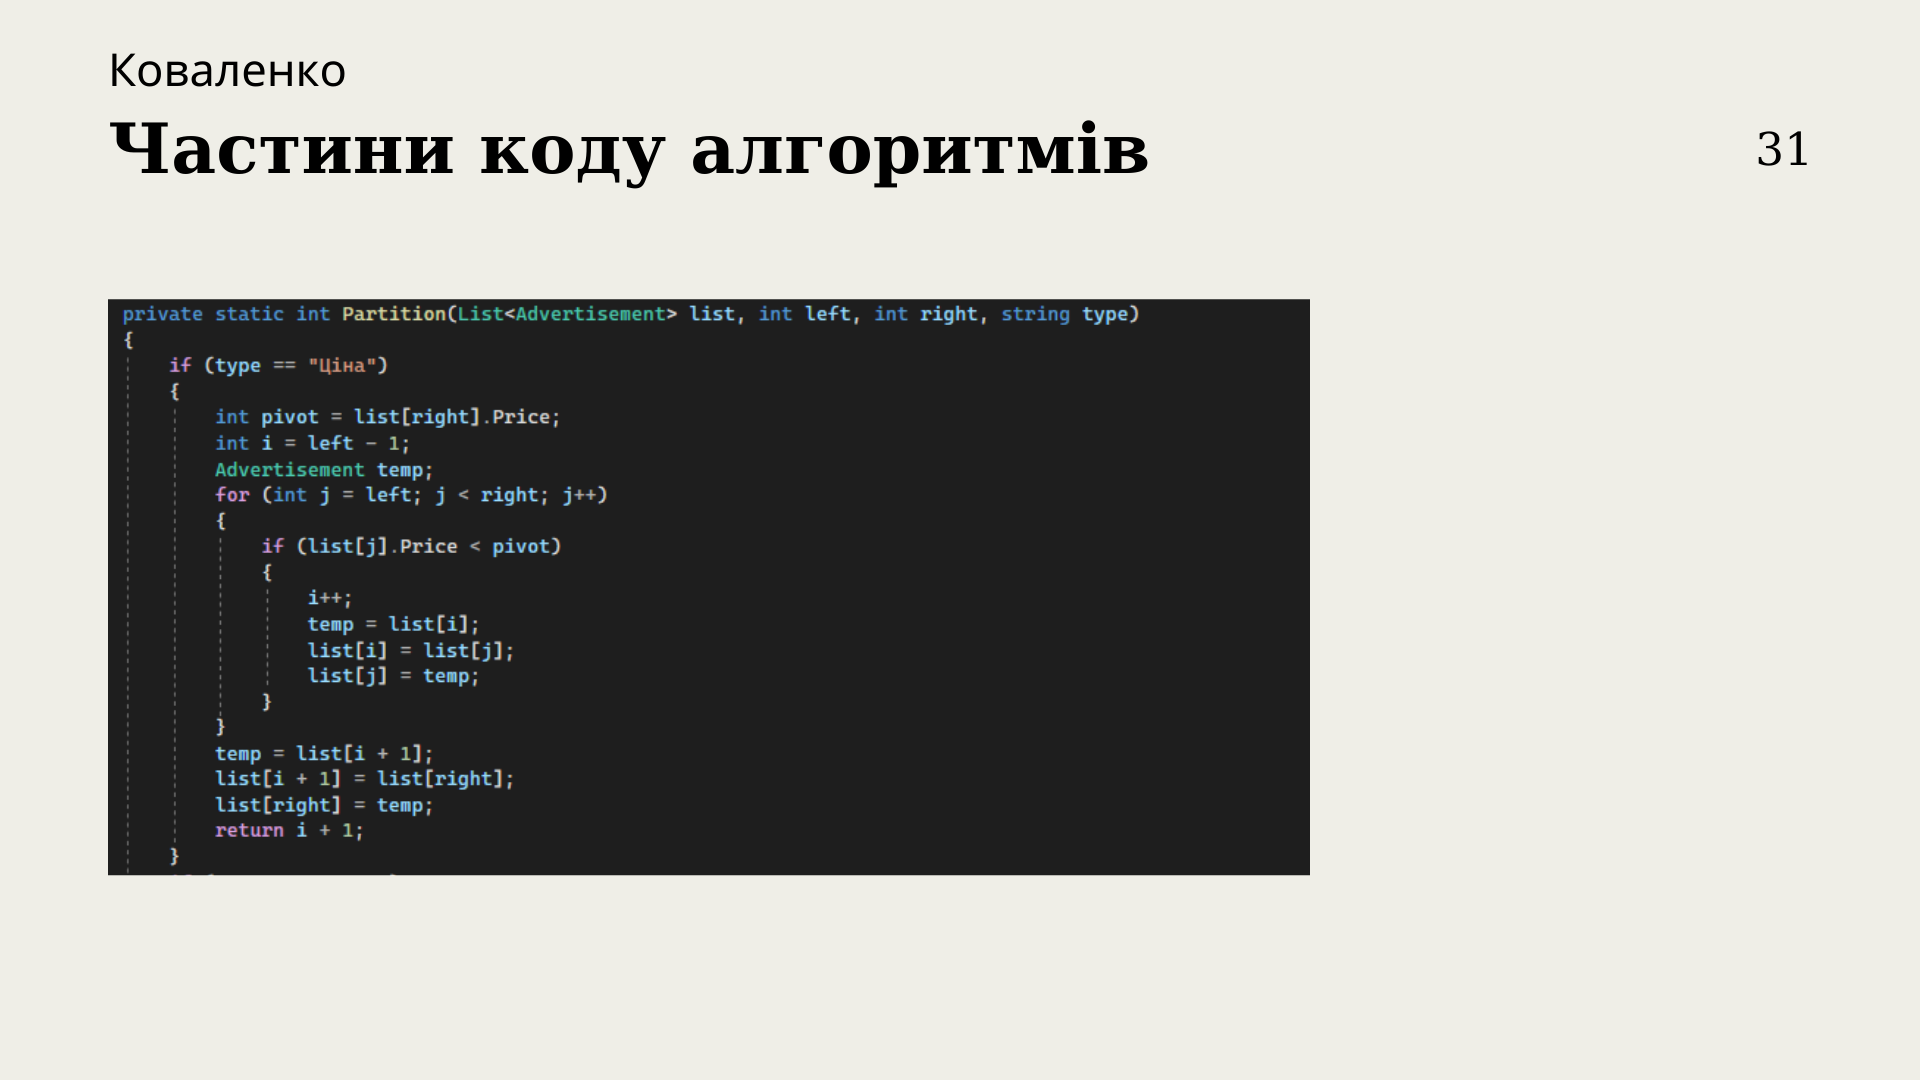 Коваленко
Частини коду алгоритмів
31
private static int Partition(List<Advertisement> list, int left, int right, string type)
{
if (type == "Ціна")
{
int pivot = list[right].Price;
int i = left - 1;
Advertisement temp;
for (int j = left; j < right; j++)
{
if (list[j].Price < pivot)
{
i++;
temp = list[i];
list[i] = list[j];
list[j] = temp;
}
}
temp = list[i + 1];
list[i + 1] = list[right];
list[right] = temp;
return i + 1;
}